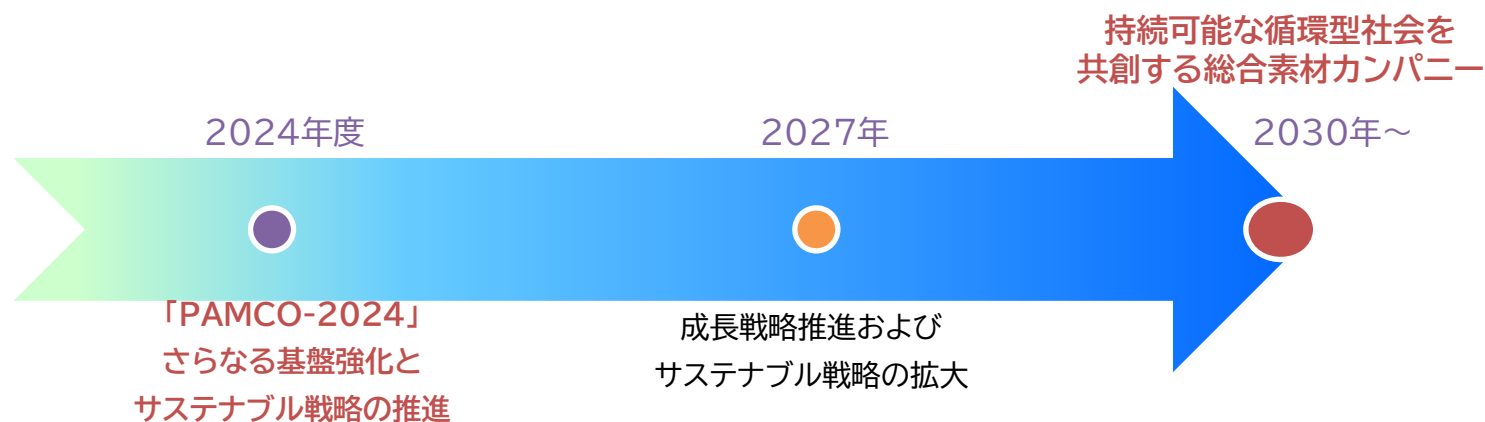 持続可能な循環型社会を
共創する総合素材カンパニー
2024年度
2027年
2030年～
「PAMCO-2024」
さらなる基盤強化と
サステナブル戦略の推進
成長戦略推進および
サステナブル戦略の拡大